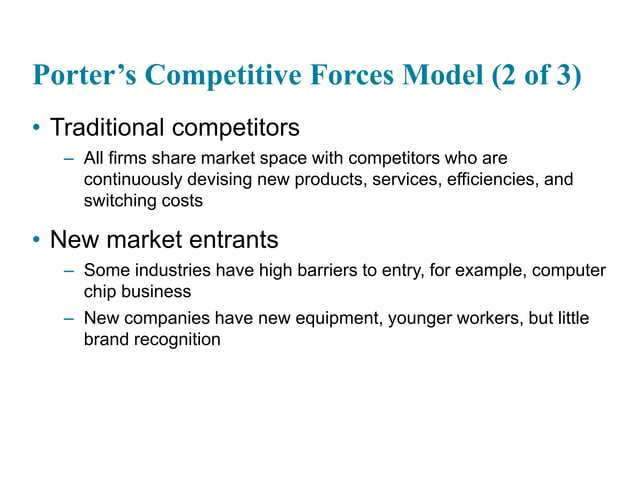 Porter’s Competitive Forces Model (2 of 3)
• Traditional competitors
– All firms share market space with competitors who are
continuously devising new products, services, efficiencies, and
switching costs
• New market entrants
– Some industries have high barriers to entry, for example, computer
chip business
– New companies have new equipment, younger workers, but little
brand recognition